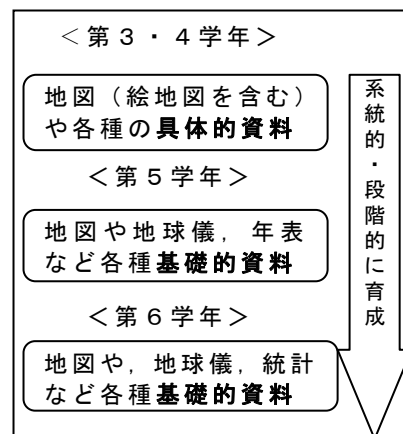 ＜第３・４学年＞
地図（絵地図を含む）
や各種の具体的資料
＜第５学年＞
地図や地球儀，年表
など各種基礎的資料
＜第６学年＞
地図や，地球儀，統計
など各種基礎的資料
系統的・段階的に育成